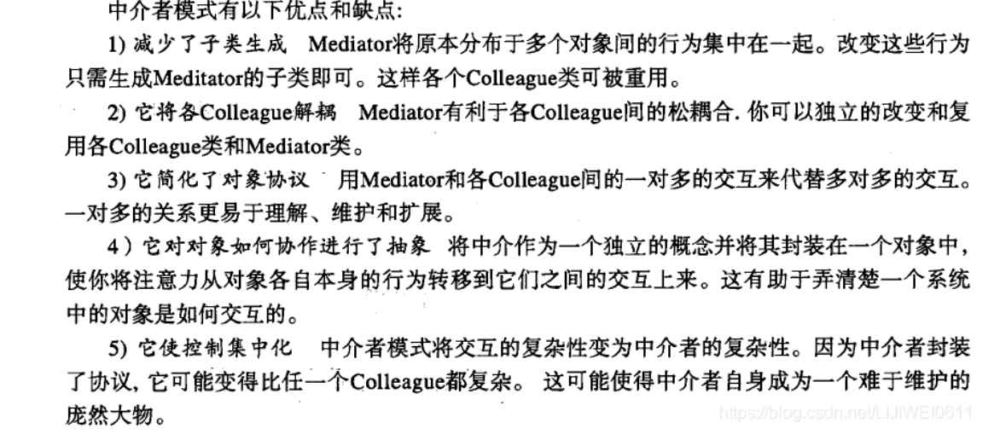 中介者模式有以下优点和缺点:
1) 减少了子类生成 Mediator将原本分布于多个对象间的行为集中在一起。改变这些行为
只需生成Meditator的子类即可。这样各个Colleague类可被重用。
2) 它将各Colleague解耦 Mediator有利于各Colleague间的松耦合. 你可以独立的改变和复
用各Colleague类和Mediator类。
3) 它简化了对象协议 用Mediator和各Colleague间的一对多的交互来代替多对多的交互。
一对多的关系更易于理解、维护和扩展。
4）它对对象如何协作进行了抽象 将中介作为一个独立的概念并将其封装在一个对象中，
使你将注意力从对象各自本身的行为转移到它们之间的交互上来。这有助于弄清楚一个系统
中的对象是如何交互的。
5) 它使控制集中化 中介者模式将交互的复杂性变为中介者的复杂性。因为中介者封装
了协议, 它可能变得比任一个Colleague都复杂。 这可能使得中介者自身成为一个难于维护的
庞然大物。
https://blog.csdn.net/LIJIWEI0611